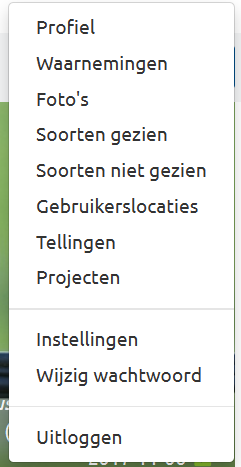 Profiel
Waarnemingen
Foto's
Soorten gezien
Soorten niet gezien
Gebruikerslocaties
Tellingen
Projecten
Instellingen
Wijzig wachtwoord
Uitloggen